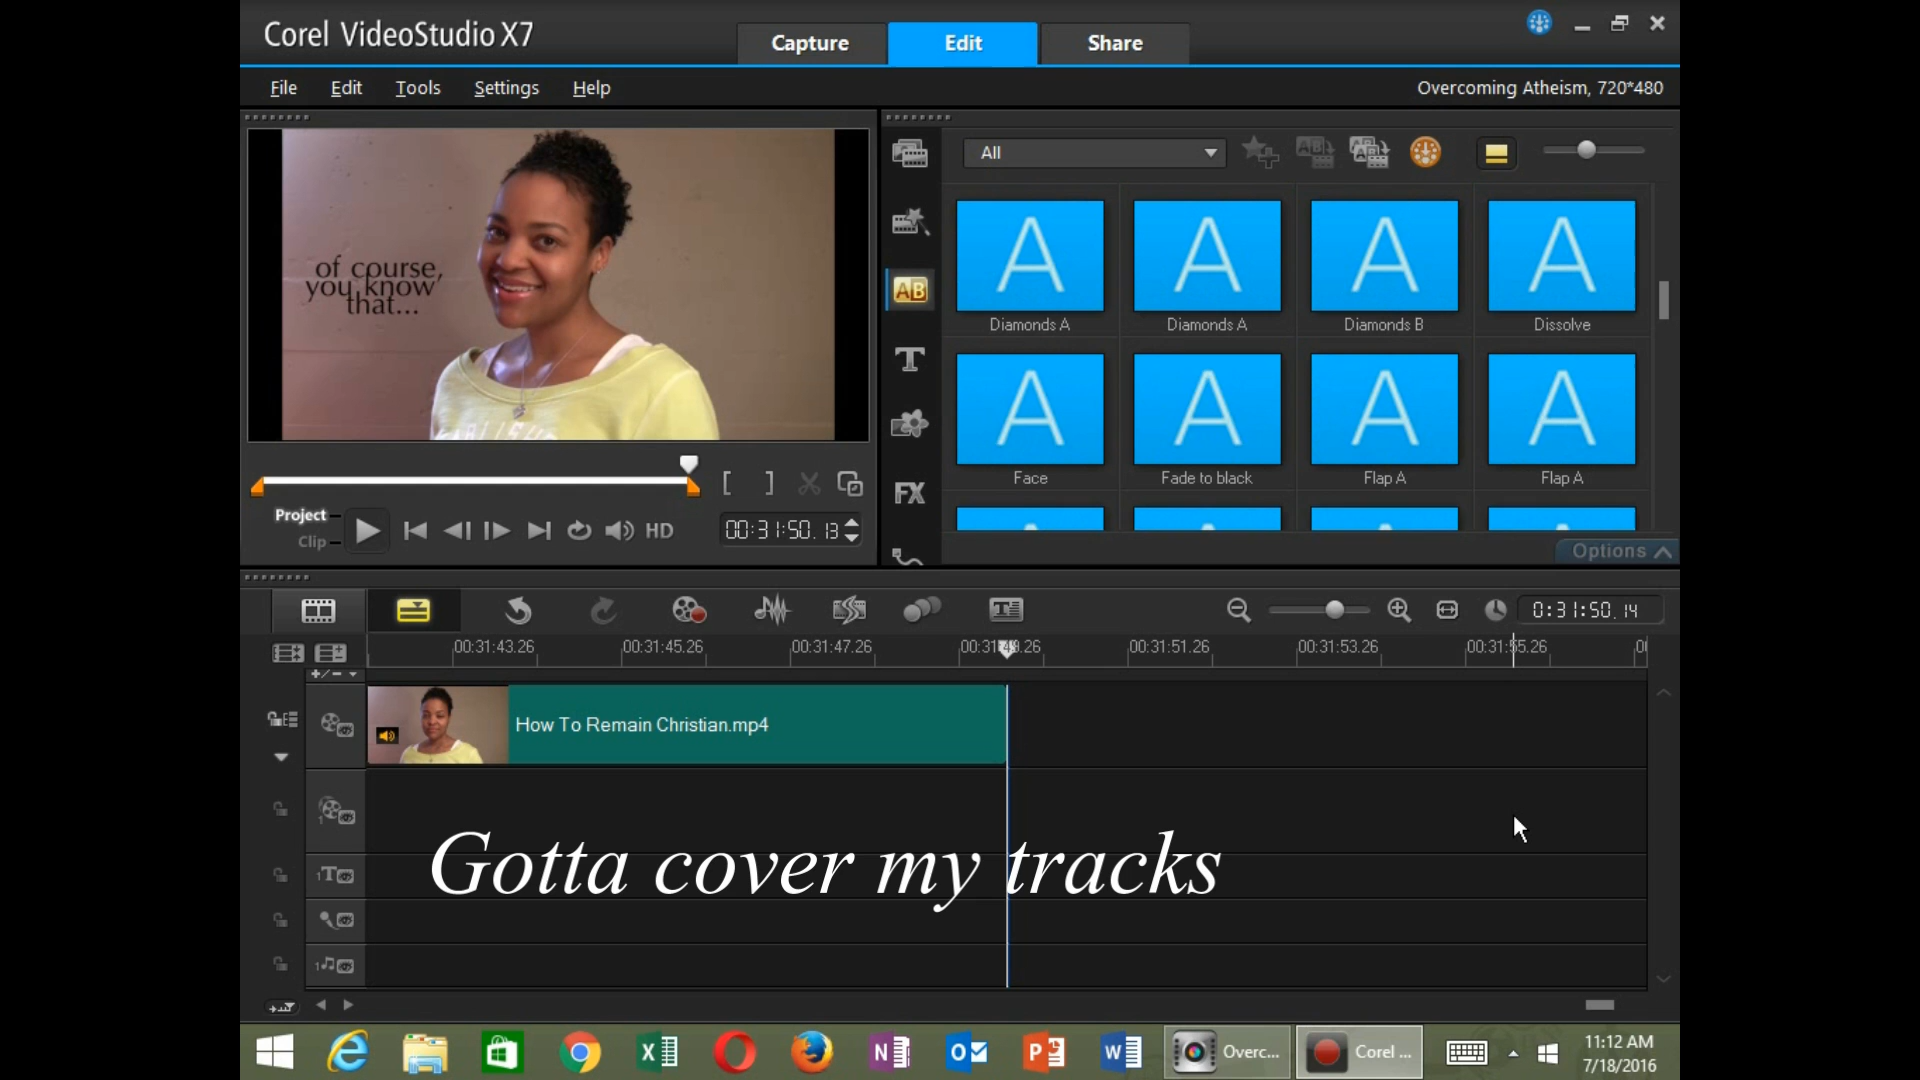 Corel VideoStudio X7
Capture
Edit
Share
File Edit Tools Settings Help
Overcoming Atheism, 720*480
of course,
you know
that...
All
Diamonds A
Diamonds A
Diamonds B
Dissolve
Face
Fade to black
Flap A
Flap A
FX
Options
Project
Clip
HD
00:31:50.13
0:31:50.14
00:31:43.26
00:31:45.26
00:31:47.26
00:31:51.26
00:31:53.26
00:31:55.26
How To Remain Christian.mp4
Gotta cover my tracks
Overc...
Corel ...
11:12 AM
7/18/2016